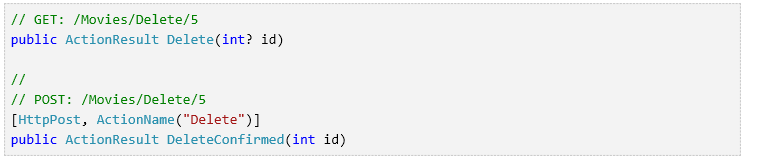 // GET: /Movies/Delete/5
public ActionResult Delete(int? id)
//
// POST: /Movies/Delete/5
[HttpPost, ActionName("Delete")]
public ActionResult DeleteConfirmed(int id)